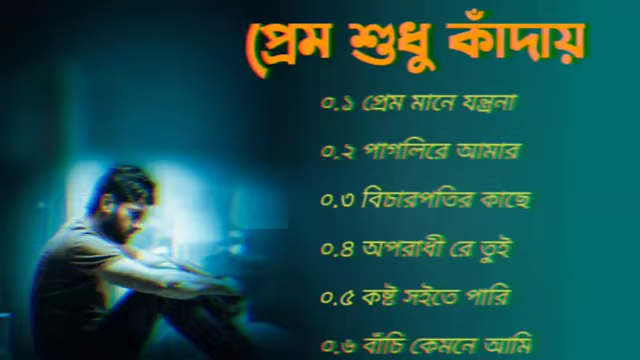 প্রেম শুধু কাঁদায়
০.১ প্রেম মানে যন্ত্রনা
০.২ পাগলিরে আমার
০.৩ বিচারপতির কাছে
০.৪ অপরাধী রে তুই
০.৫ কষ্ট সইতে পারি
০.৬ বাঁচি কেমনে আমি